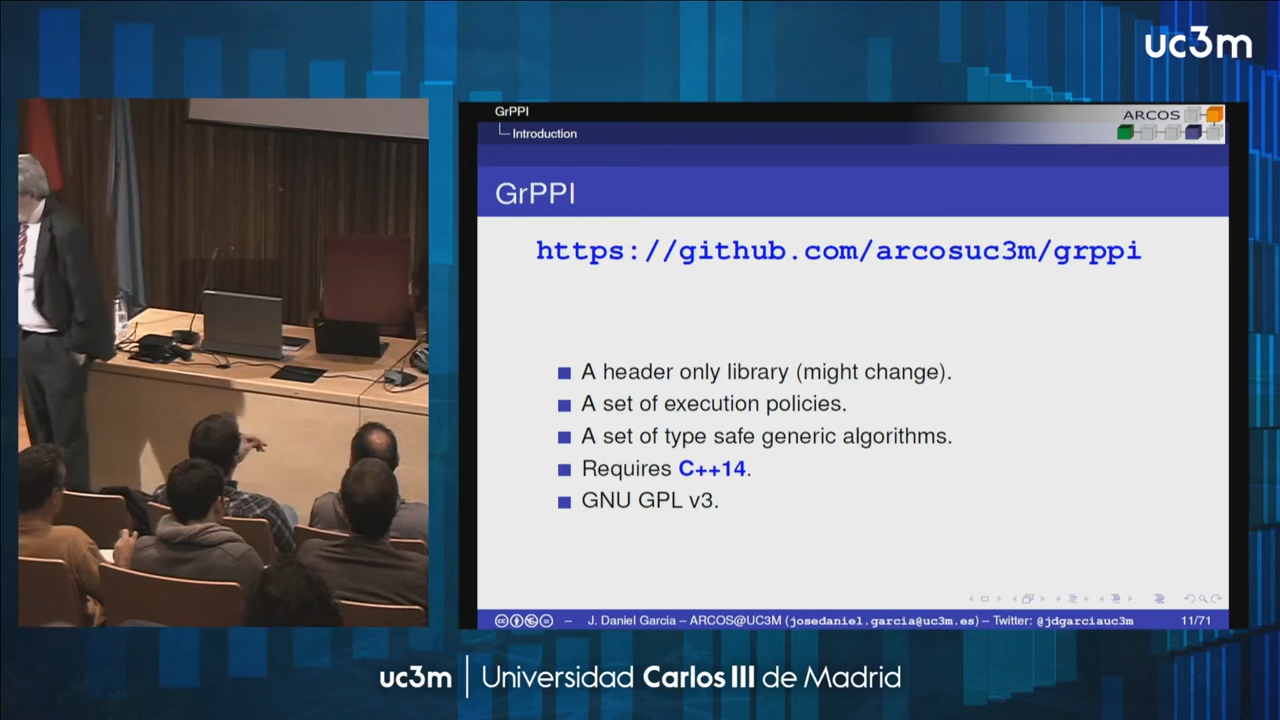 uc3m
GrPPI
Introduction
ARCOS
GrPPI
https://github.com/arcosuc3m/grppi
A header only library (might change).
A set of execution policies.
A set of type safe generic algorithms.
Requires C++14.
GNU GPL v3.
– J. Daniel Garcia – ARCOS@UC3M (josedaniel.garcia@uc3m.es) – Twitter: @jdgarciauc3m 11/71
uc3m | Universidad Carlos III de Madrid